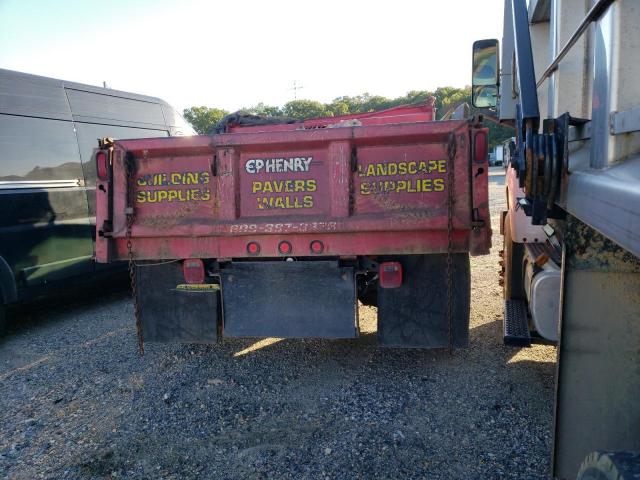 BUILDING
SUPPLIES
EP HENRY
PAVERS
WALLS
LANDSCAPE
SUPPLIES